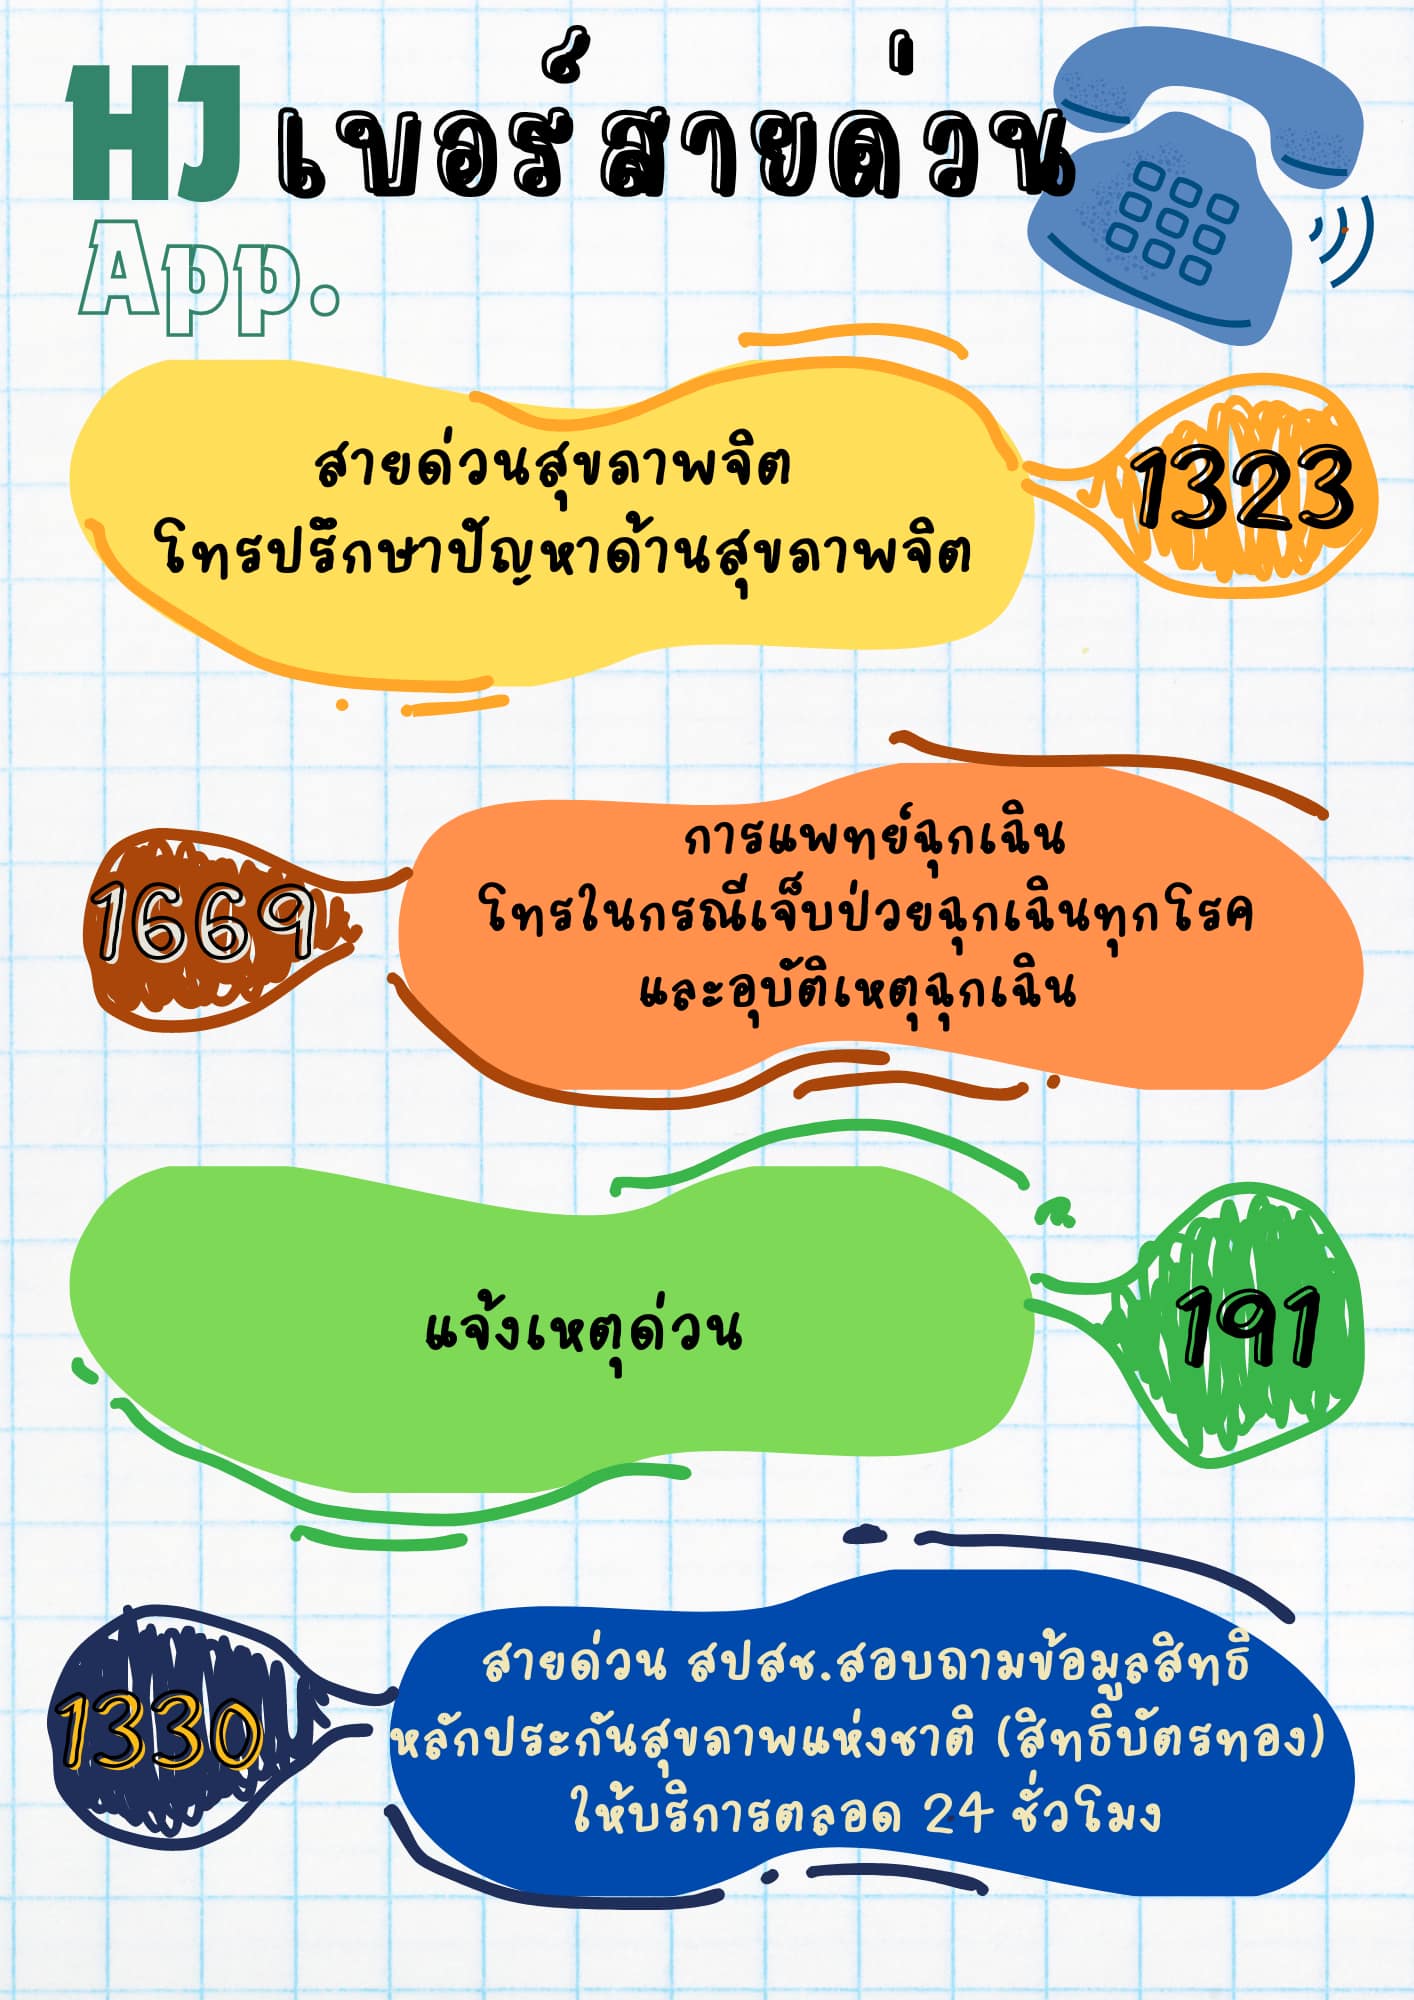 HJ เบอร์สายด่วน
App.
สายด่วนสุขภาพจิต
โทรปรึกษาปัญหาด้านสุขภาพจิต
1323
การแพทย์ฉุกเฉิน
โทรในกรณีเจ็บป่วยฉุกเฉินทุกโรค
และอุบัติเหตุฉุกเฉิน
1669
แจ้งเหตุด่วน
191
สายด่วน สปสช.สอบถามข้อมูลสิทธิ
หลักประกันสุขภาพแห่งชาติ (สิทธิบัตรทอง)
ให้บริการตลอด 24 ชั่วโมง
1330